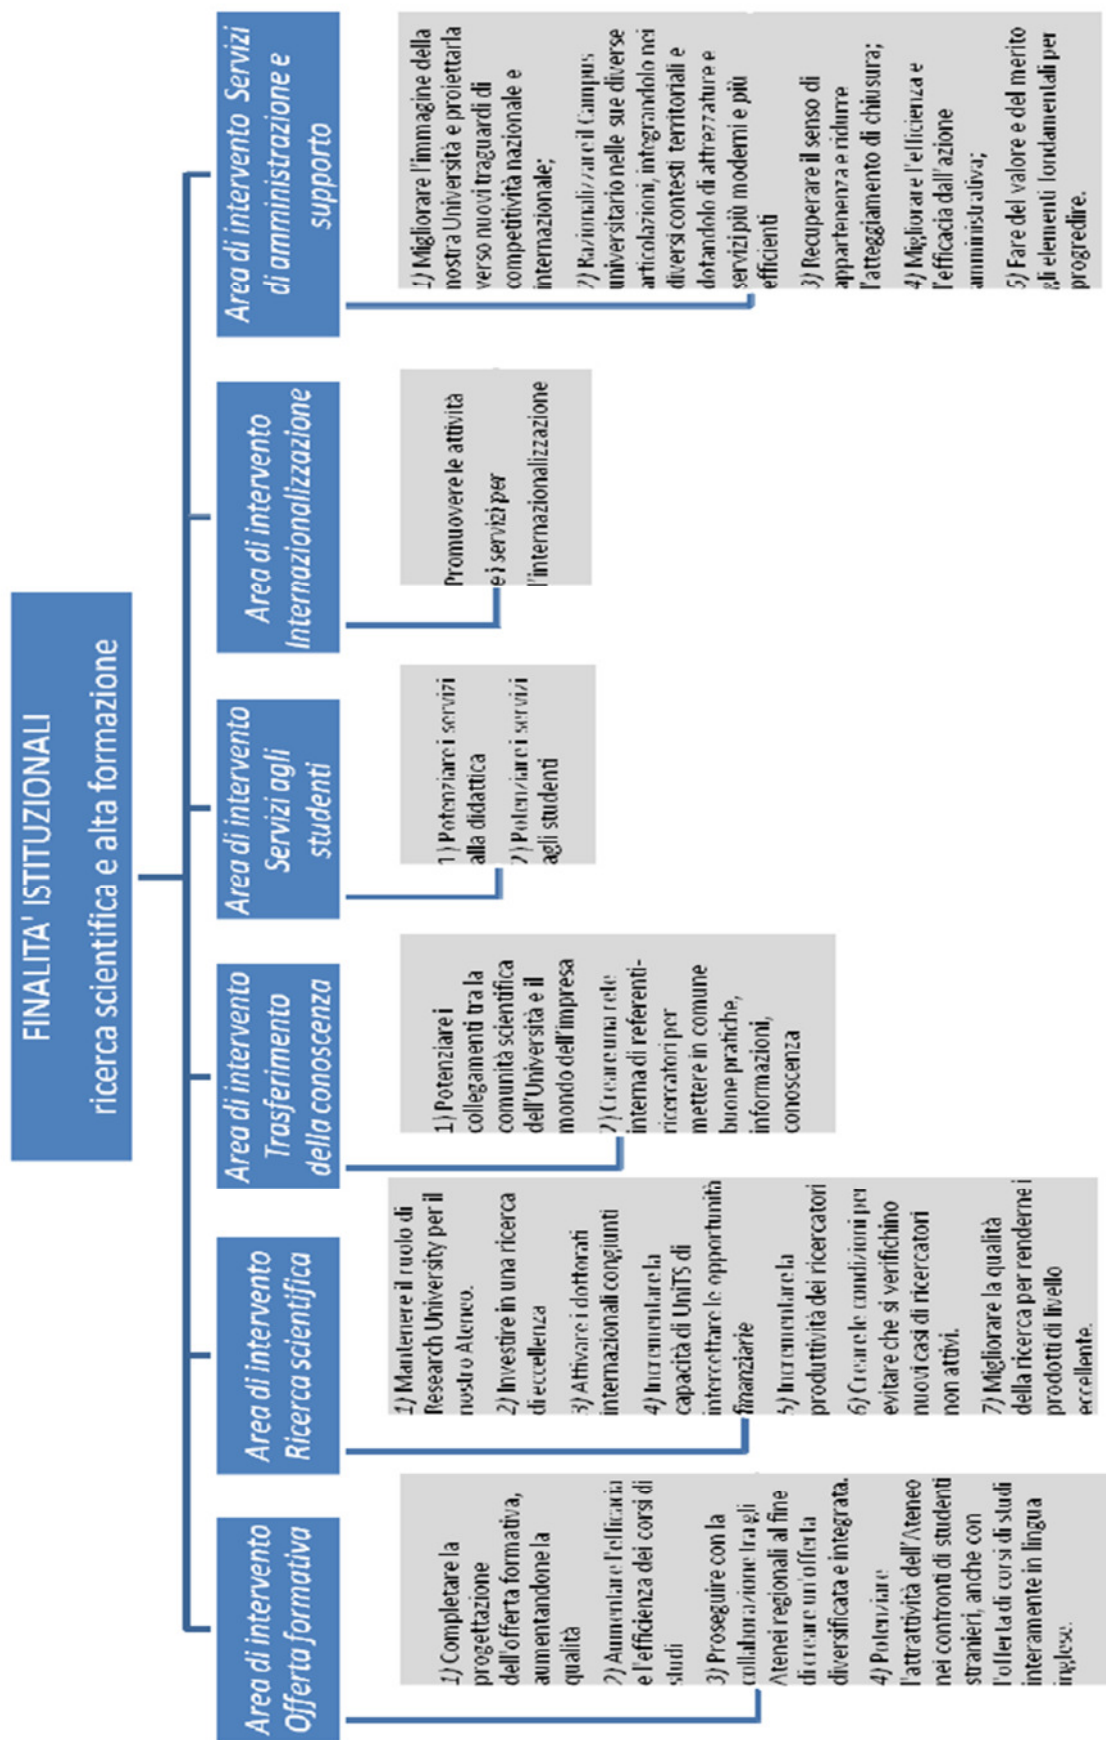 FINALITA' ISTITUZIONALI
ricerca scientifica e alta formazione
Area di intervento
Offerta formativa
1) Completare la
progettazione
dell'offerta formativa,
aumentandone la
qualità
2) Aumentare l'efficacia
e l'efficienza dei corsi di
studi
3) Proseguire con la
collaborazione tra gli
Atenei regionali al fine
di creare un'offerta
diversificata e integrata.
4) Potenziare
l'attrattività dell'Ateneo
nei confronti di studenti
stranieri, anche con
l'offerta di corsi di studi
interamente in lingua
inglese.
Area di intervento
Ricerca scientifica
1) Mantenere il ruolo di
Research University per il
nostro Ateneo.
2) Investire in una ricerca
di eccellenza
3) Attivare i dottorati
internazionali congiunti
4) Incrementare la
capacità di UniTS di
intercettare le opportunità
finanziarie
5) Incrementare la
produttività dei ricercatori
6) Creare le condizioni per
evitare che si verifichino
nuovi casi di ricercatori
non attivi.
7) Migliorare la qualità
della ricerca per renderne i
prodotti di livello
eccellente.
Area di intervento
Trasferimento
della conoscenza
1) Potenziare i
collegamenti tra la
comunità scientifica
dell'Università e il
mondo dell'impresa
2) Creare una rete
interna di referenti-
ricercatori per
mettere in comune
buone pratiche,
informazioni,
conoscenza
Area di intervento
Servizi agli
studenti
1) Potenziare i servizi
alla didattica
2) Potenziare i servizi
agli studenti
Area di intervento
Internazionalizzazione
Promuovere le attività
e i servizi per
l'internazionalizzazione
Area di intervento Servizi
di amministrazione e
supporto
1) Migliorare l'immagine della
nostra Università e proiettarla
verso nuovi traguardi di
competitività nazionale e
internazionale;
2) Razionalizzare il Campus
universitario nelle sue diverse
articolazioni, integrandolo nei
diversi contesti territoriali e
dotandolo di attrezzature e
servizi più moderni e più
efficienti
3) Recuperare il senso di
appartenenza e ridurre
l'atteggiamento di chiusura;
4) Migliorare l'efficienza e
l'efficacia dall'azione
amministrativa;
5) Fare del valore e del merito
gli elementi fondamentali per
progredire.